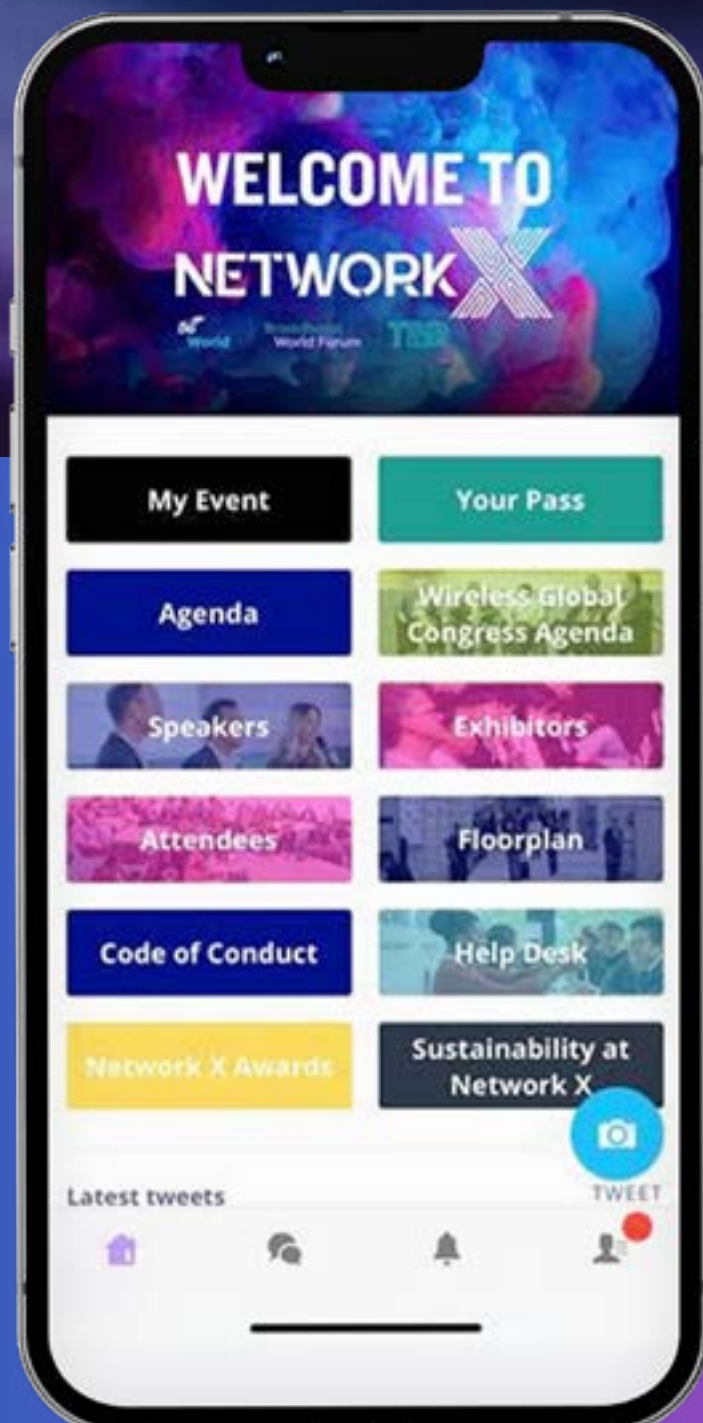 WELCOME TO
NETWORK X
World
Broadband
World Forum
My Event
Your Pass
Agenda
Wireless Global
Congress Agenda
Speakers
Exhibitors
Attendees
Floorplan
Code of Conduct
Help Desk
Network X Awards
Sustainability at
Network X
TWEET
Latest tweets